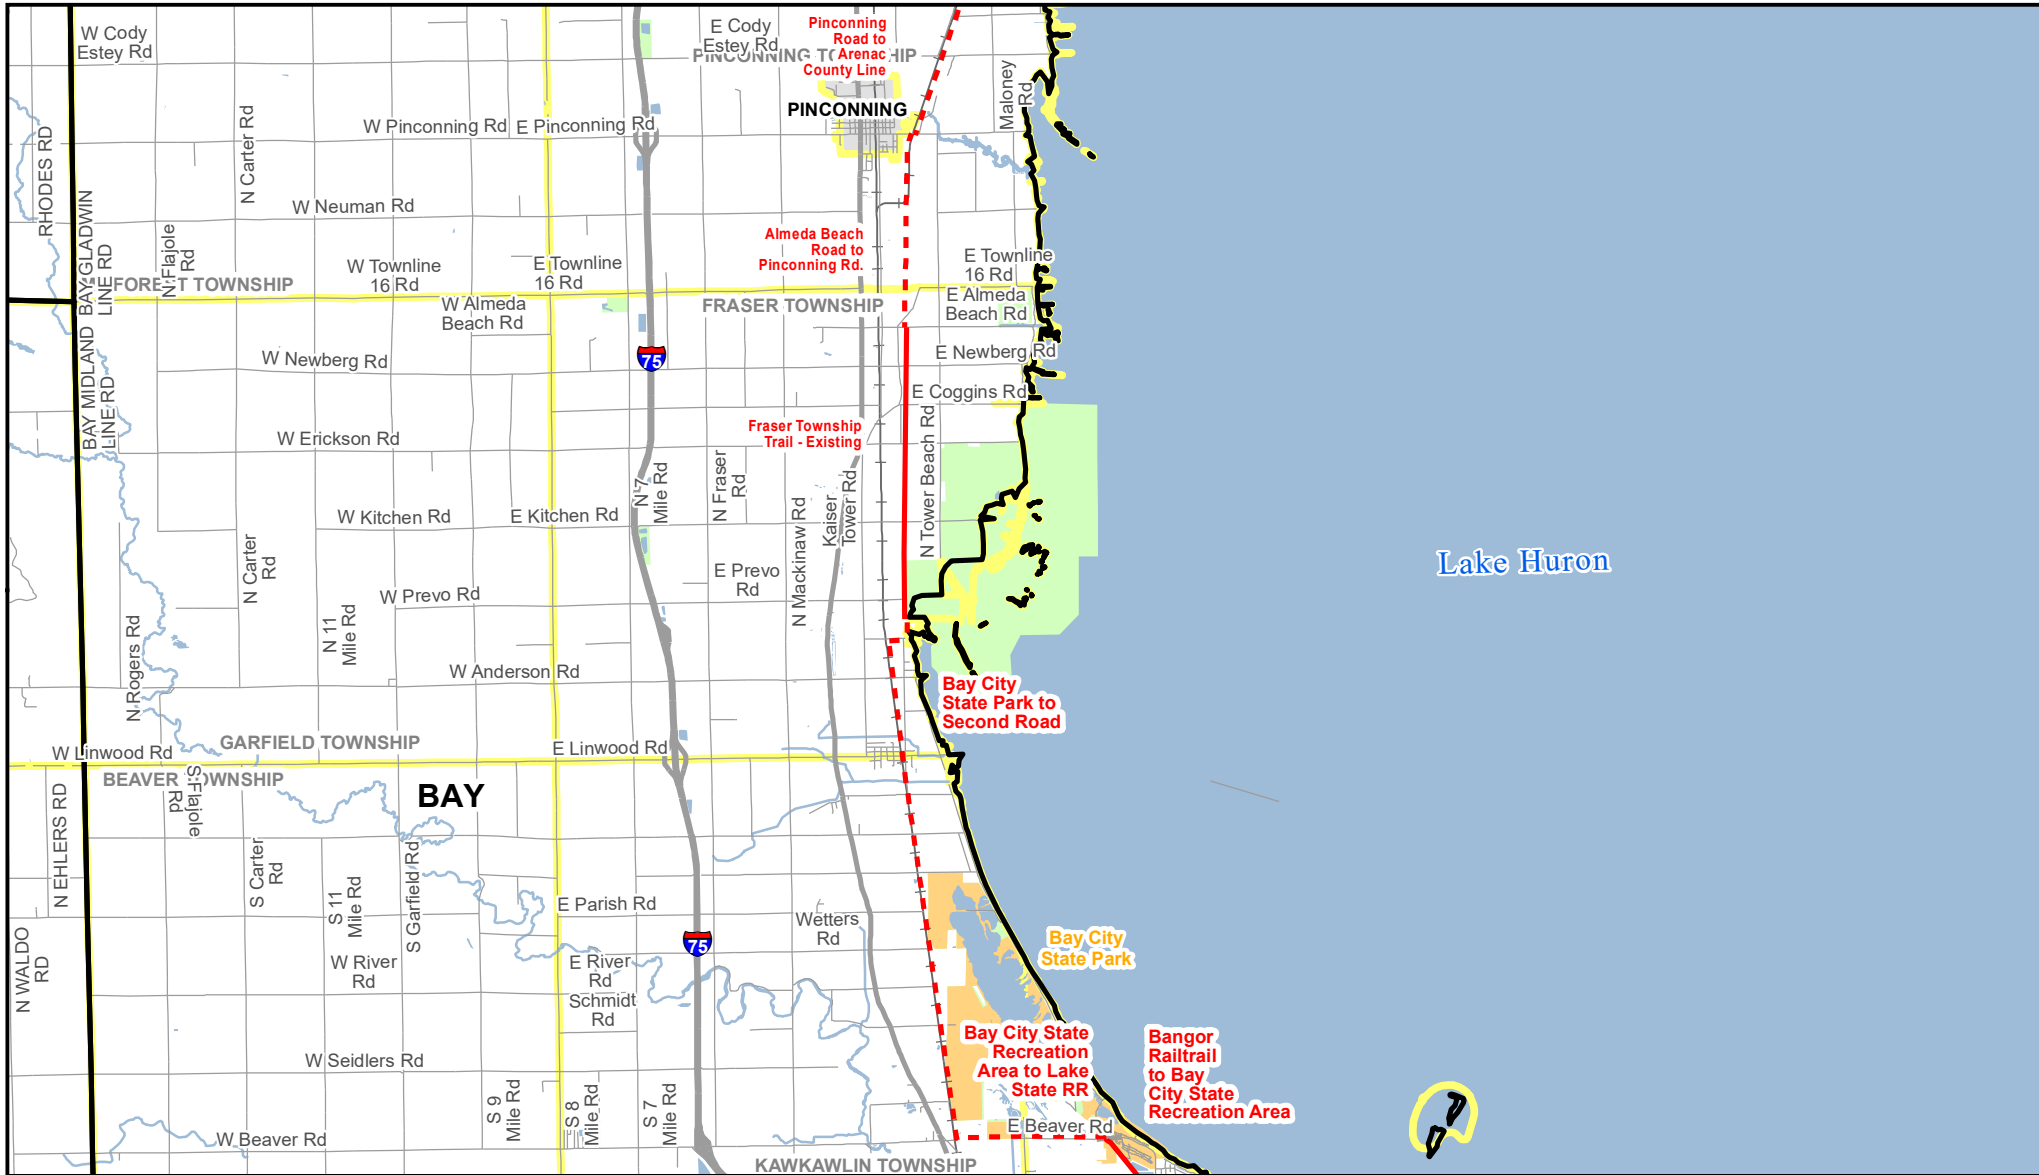 W Cody
Estey Rd
E Cody
Estey Rd
PINCONNING TOWNSHIP
Pinconning
Road to
Arenac
County Line
Maloney
Rd
PINCONNING
W Pinconning Rd
E Pinconning Rd
RHODES RD
N Carter Rd
W Neuman Rd
BAY GLADWIN
LINE RD
N Flajole
Rd
Almeda Beach
Road to
Pinconning Rd.
W Townline
16 Rd
E Townline
16 Rd
E Townline
16 Rd
FOREST TOWNSHIP
FRASER TOWNSHIP
W Almeda
Beach Rd
E Almeda
Beach Rd
BAY MIDLAND
LINE RD
W Newberg Rd
75
E Newberg Rd
E Coggins Rd
W Erickson Rd
Fraser Township
Trail - Existing
N 7
Mile Rd
N Fraser
Rd
N Mackinaw Rd
Kaiser
Tower Rd
N Tower Beach Rd
W Kitchen Rd
E Kitchen Rd
N Carter
Rd
Lake Huron
W Prevo Rd
E Prevo
Rd
N Rogers Rd
N 11
Mile Rd
W Anderson Rd
Bay City
State Park to
Second Road
W Linwood Rd
GARFIELD TOWNSHIP
E Linwood Rd
BEAVER TOWNSHIP
S Flajole
Rd
BAY
N EHLERS RD
S Carter
Rd
S 11
Mile Rd
S Garfield Rd
E Parish Rd
Wetters
Rd
75
N WALDO
RD
W River
Rd
E River
Rd
Schmidt
Rd
Bay City
State Park
Bay City State
Recreation
Area to Lake
State RR
Bangor
Railtrail
to Bay
City State
Recreation Area
W Seidlers Rd
S 9
Mile Rd
S 8
Mile Rd
S 7
Mile Rd
W Beaver Rd
E Beaver Rd
KAWKAWLIN TOWNSHIP